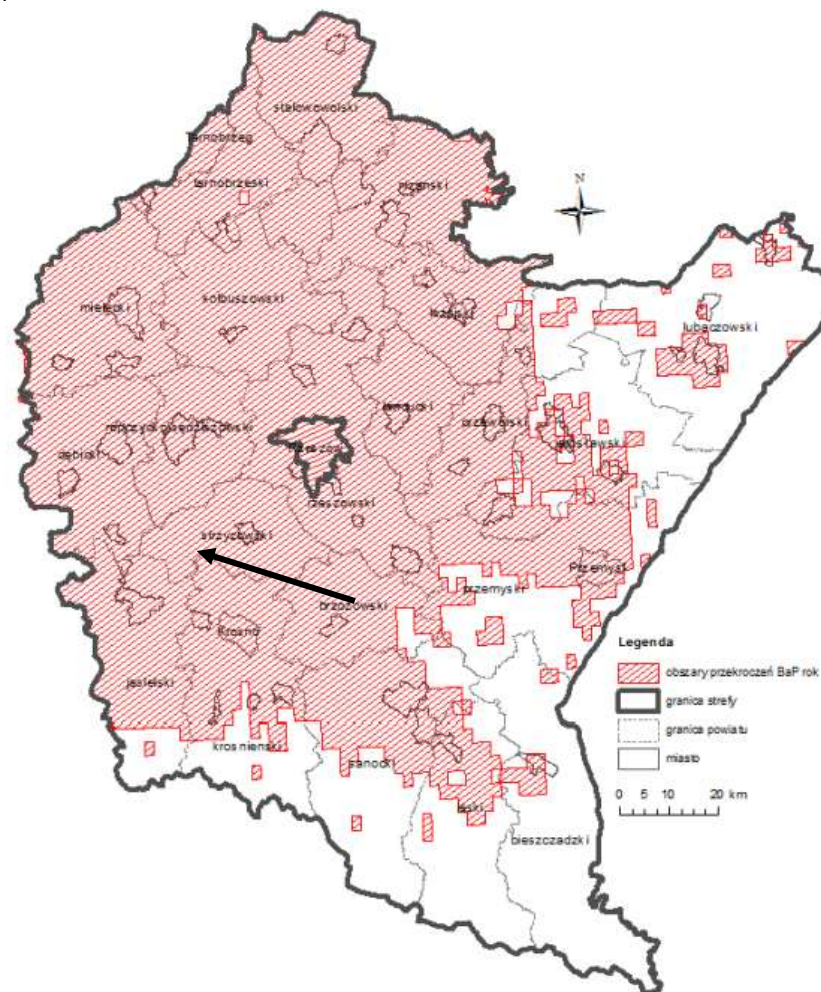 stalowowolski
Tarnobrzeg
tarnobrzeski
niżański
N
mielecki
kolbuszowski
leżajski
lubaczowski
łańcucki
przeworski
jarosławski
dębicki
Rzeszów
rzeszowski
strzyżowski
Przemyśl
przemyski
brzozowski
Krosno
jasielski
krośnieński
sanocki
leski
bieszczadzki
Legenda
obszary przekroczeń BaP rok
granica strefy
granica powiatu
miasto
0 5 10 20 km